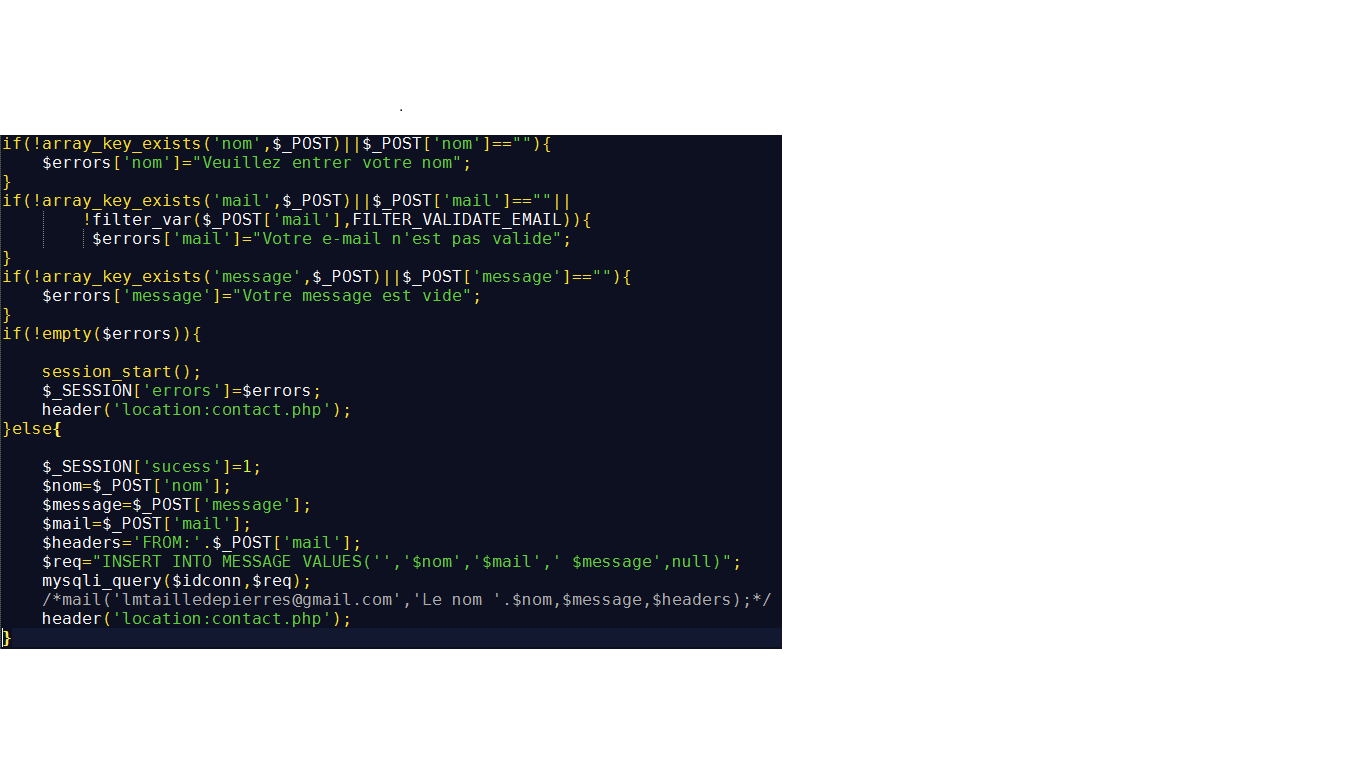 if(!array_key_exists('nom',$_POST)||$_POST['nom']==""){
    $errors['nom']="Veuillez entrer votre nom";
}
if(!array_key_exists('mail',$_POST)||$_POST['mail']==""||
        !filter_var($_POST['mail'],FILTER_VALIDATE_EMAIL)){
         $errors['mail']="Votre e-mail n'est pas valide";
}
if(!array_key_exists('message',$_POST)||$_POST['message']==""){
    $errors['message']="Votre message est vide";
}
if(!empty($errors)){

    session_start();
    $_SESSION['errors']=$errors;
    header('location:contact.php');
}else{

    $_SESSION['sucess']=1;
    $nom=$_POST['nom'];
    $message=$_POST['message'];
    $mail=$_POST['mail'];
    $headers='FROM:'.$_POST['mail'];
    $req="INSERT INTO MESSAGE VALUES('','$nom','$mail',' $message',null)";
    mysqli_query($idconn,$req);
    /*mail('lmtailledepierres@gmail.com','Le nom '.$nom,$message,$headers);*/
    header('location:contact.php');
}